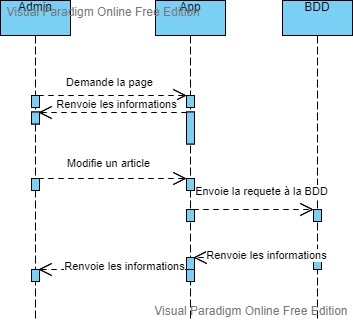 Admin
App
BDD
Visual Paradigm Online Free Edition
Demande la page
Renvoie les informations
Modifie un article
Envoie la requete à la BDD
Renvoie les informations
Renvoie les informations
Visual Paradigm Online Free Edition